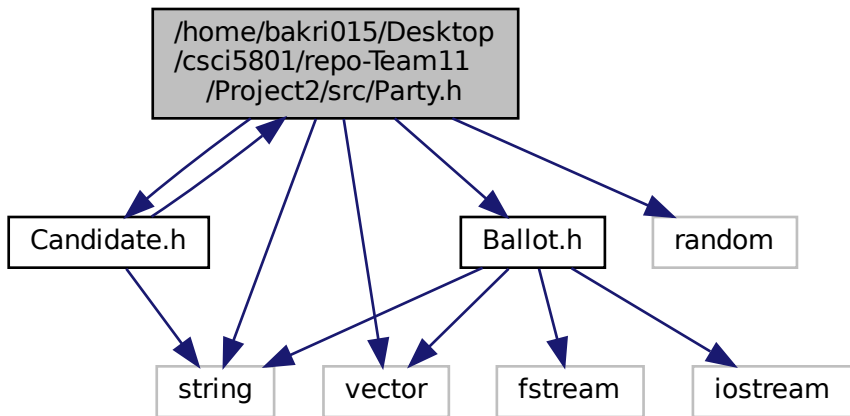 /home/bakri015/Desktop
/csci5801/repo-Team11
/Project2/src/Party.h
Candidate.h
Ballot.h
random
string
vector
fstream
iostream